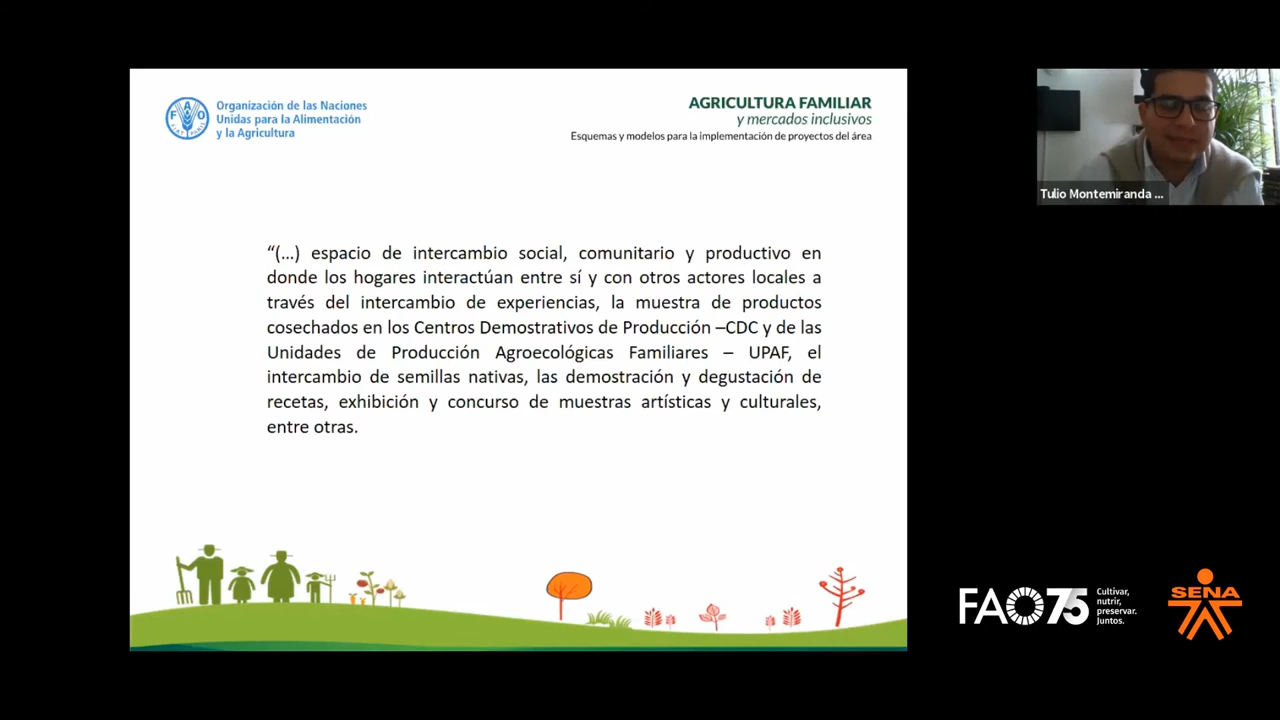 Organización de las Naciones
Unidas para la Alimentación
y la Agricultura
AGRICULTURA FAMILIAR
y mercados inclusivos
Esquemas y modelos para la implementación de proyectos del área
“(...) espacio de intercambio social, comunitario y productivo en
donde los hogares interactúan entre sí y con otros actores locales a
través del intercambio de experiencias, la muestra de productos
cosechados en los Centros Demostrativos de Producción –CDC y de las
Unidades de Producción Agroecológicas Familiares – UPAF, el
intercambio de semillas nativas, las demostración y degustación de
recetas, exhibición y concurso de muestras artísticas y culturales,
entre otras.
Tulio Montemiranda ...
FAO75
Cultivar,
nutrir,
preservar.
Juntos.
SENA